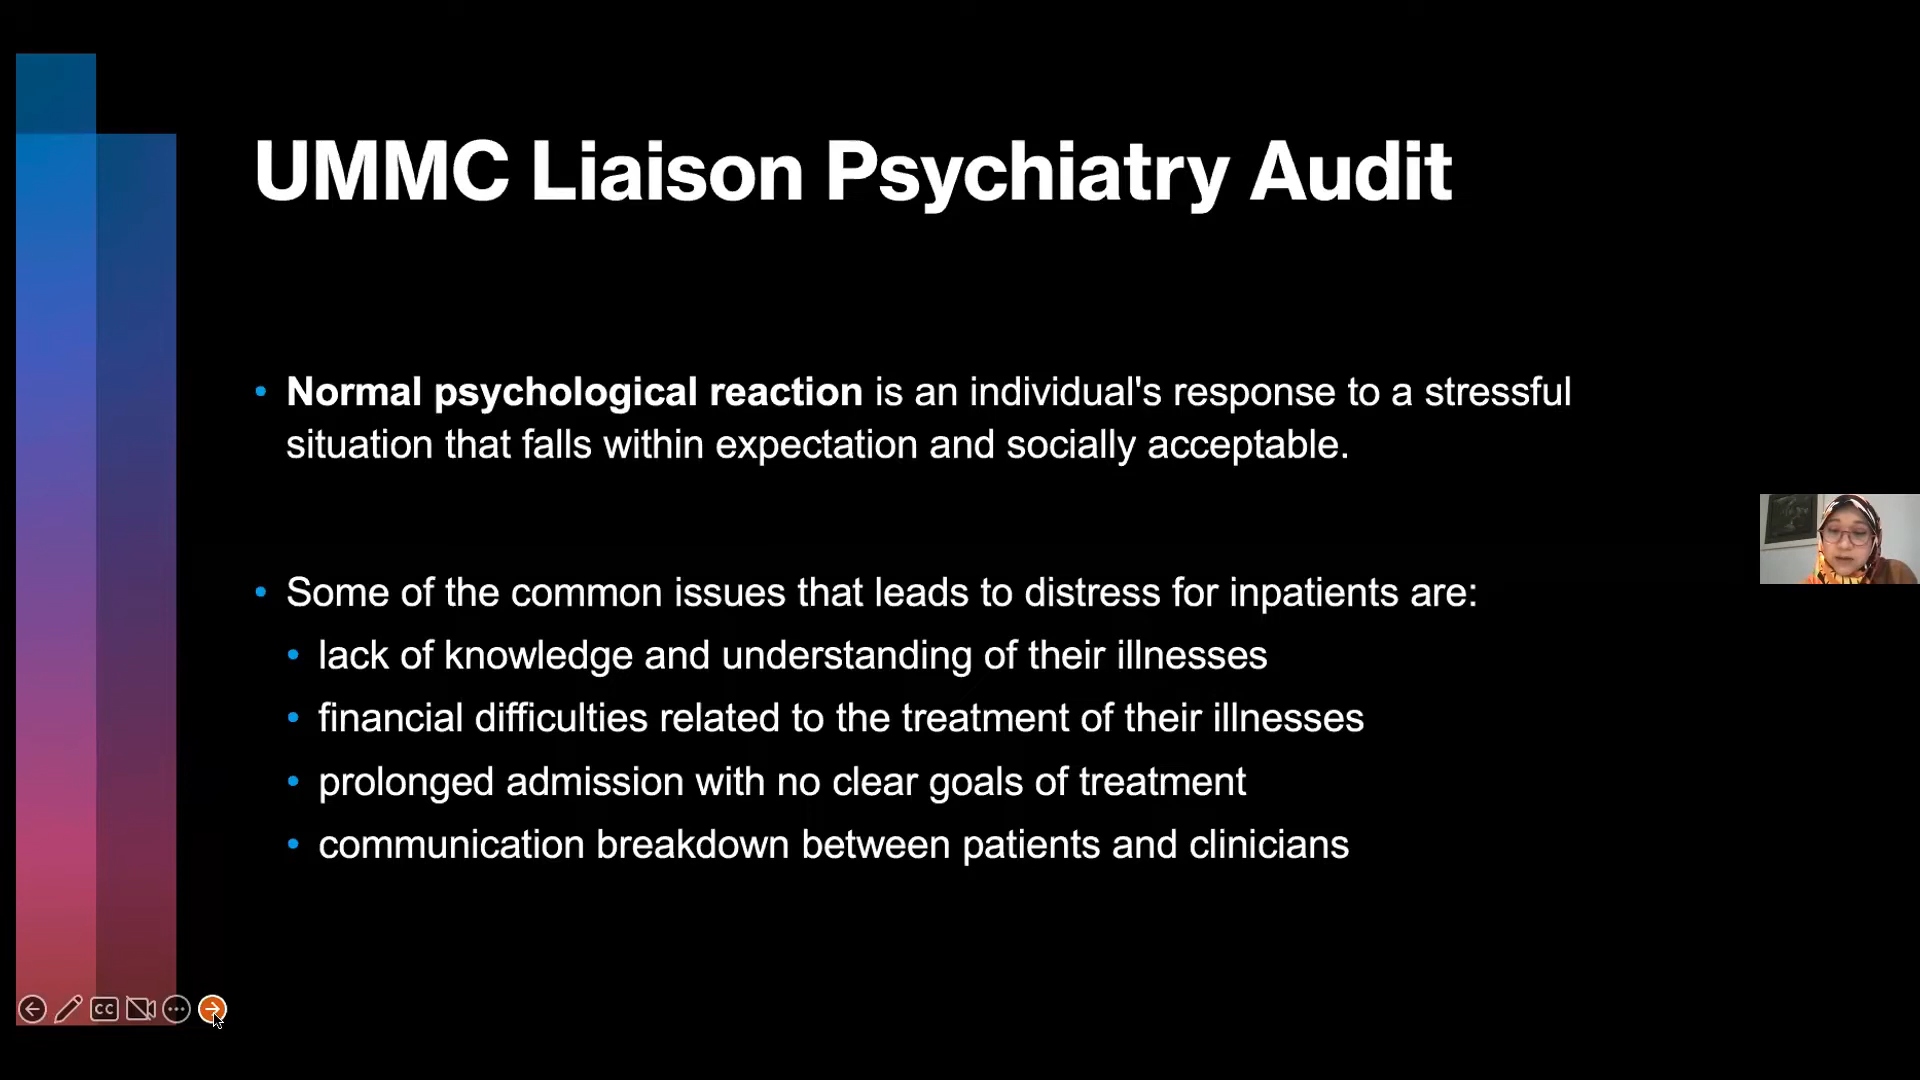 UMMC Liaison Psychiatry Audit
• Normal psychological reaction is an individual's response to a stressful
situation that falls within expectation and socially acceptable.
• Some of the common issues that leads to distress for inpatients are:
• lack of knowledge and understanding of their illnesses
• financial difficulties related to the treatment of their illnesses
• prolonged admission with no clear goals of treatment
• communication breakdown between patients and clinicians
CC